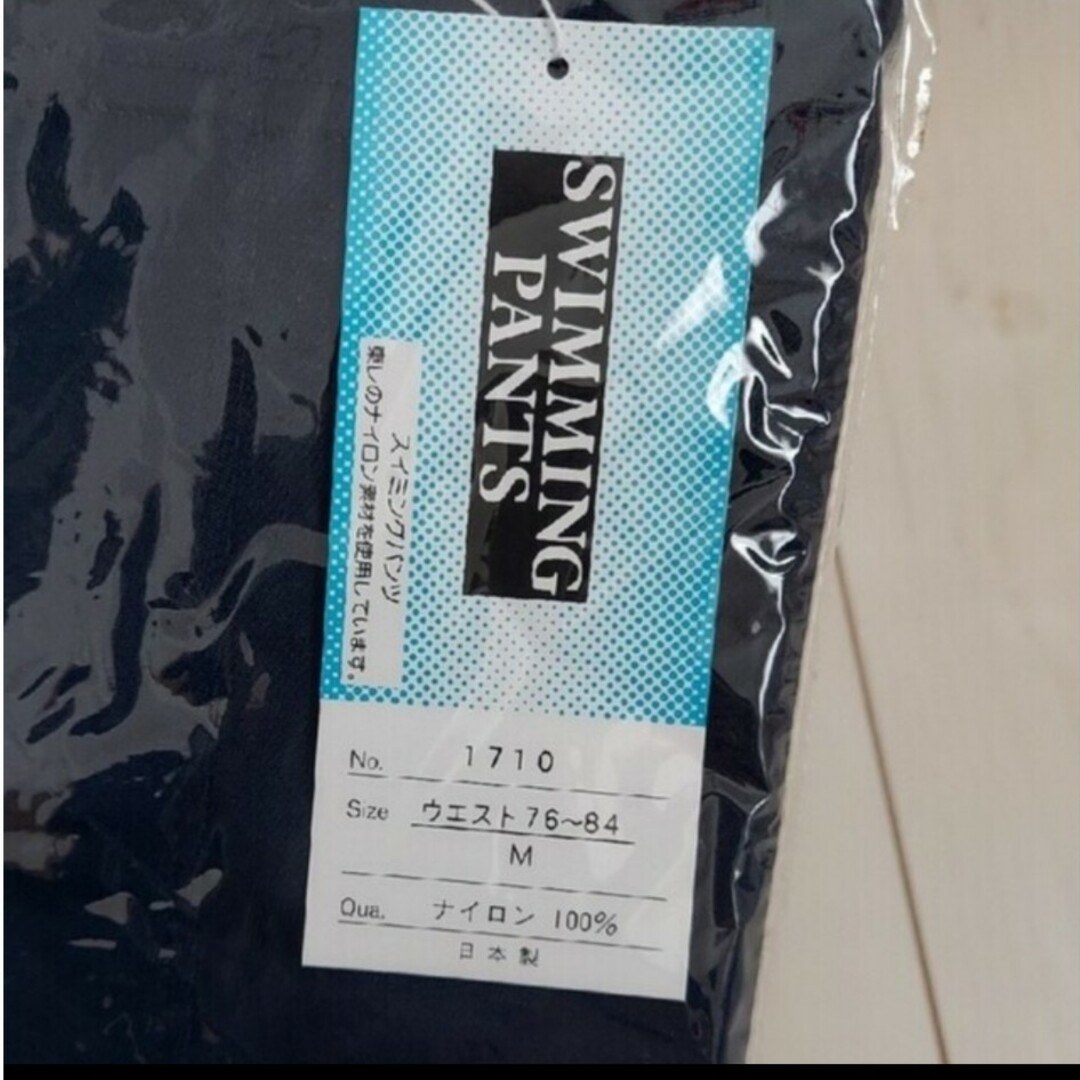 SWIMMING
PANTS
スイミングパンツ
楽しのナイロン素材を使用しています。
No. 1710
Size ウエスト76〜84
M
Qua. ナイロン 100%
日本製